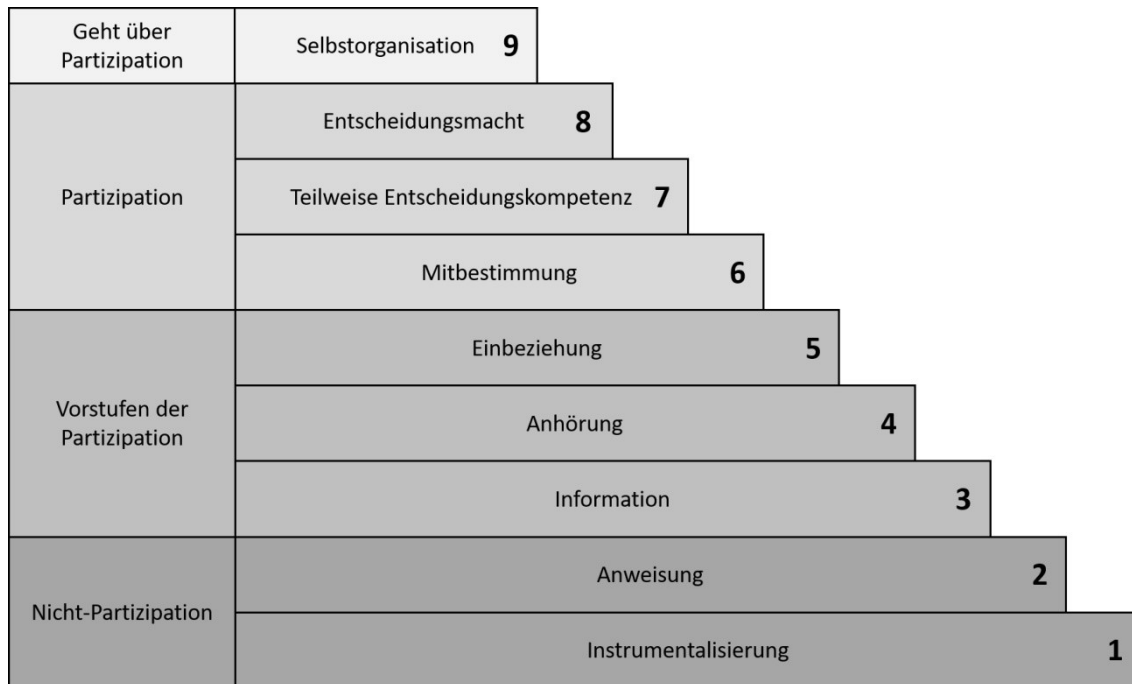 Geht über
Partizipation
Selbstorganisation 9
Partizipation
Entscheidungsmacht 8
Teilweise Entscheidungskompetenz 7
Mitbestimmung 6
Vorstufen der
Partizipation
Einbeziehung 5
Anhörung 4
Information 3
Nicht-Partizipation
Anweisung 2
Instrumentalisierung 1